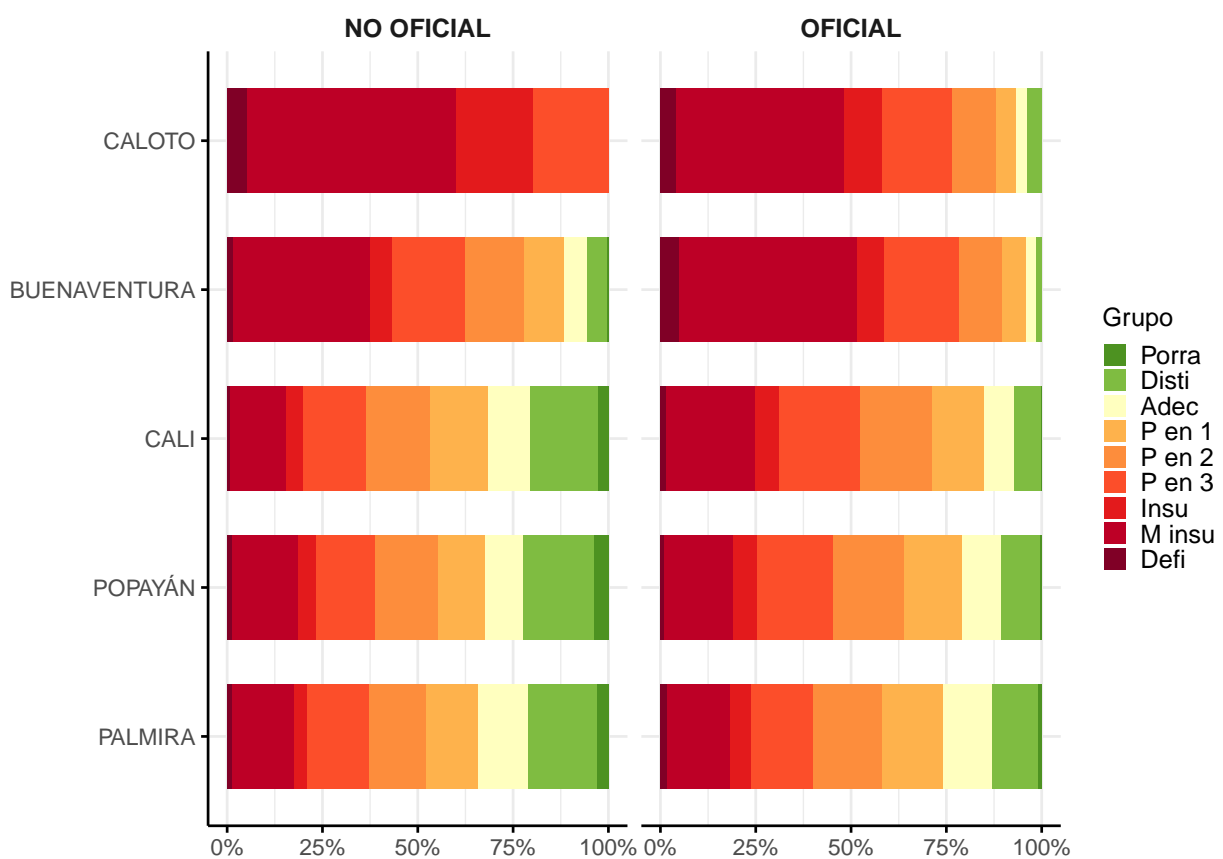 NO OFICIAL
OFICIAL
CALOTO
BUENAVENTURA
CALI
POPAYÁN
PALMIRA
0% 25% 50% 75% 100% 0% 25% 50% 75% 100%
Grupo
Porra
Disti
Adec
P en 1
P en 2
P en 3
Insu
M insu
Defi